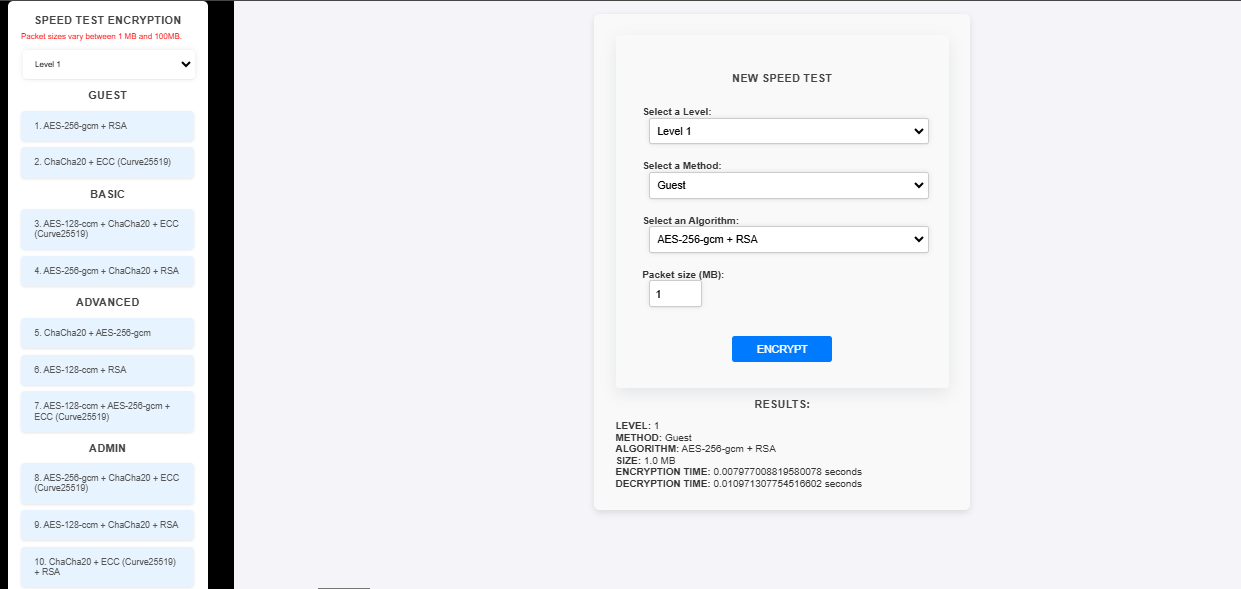 SPEED TEST ENCRYPTION
Packet sizes vary between 1 MB and 100MB.
Level 1
GUEST
1. AES-256-gcm + RSA
2. ChaCha20 + ECC (Curve25519)
BASIC
3. AES-128-ccm + ChaCha20 + ECC
(Curve25519)
4. AES-256-gcm + ChaCha20 + RSA
ADVANCED
5. ChaCha20 + AES-256-gcm
6. AES-128-ccm + RSA
7. AES-128-ccm + AES-256-gcm +
ECC (Curve25519)
ADMIN
8. AES-256-gcm + ChaCha20 + ECC
(Curve25519)
9. AES-128-ccm + ChaCha20 + RSA
10. ChaCha20 + ECC (Curve25519)
+ RSA
NEW SPEED TEST
Select a Level:
Level 1
Select a Method:
Guest
Select an Algorithm:
AES-256-gcm + RSA
Packet size (MB):
1
ENCRYPT
RESULTS:
LEVEL: 1
METHOD: Guest
ALGORITHM: AES-256-gcm + RSA
SIZE: 1.0 MB
ENCRYPTION TIME: 0.007977008819580078 seconds
DECRYPTION TIME: 0.010971307754516602 seconds